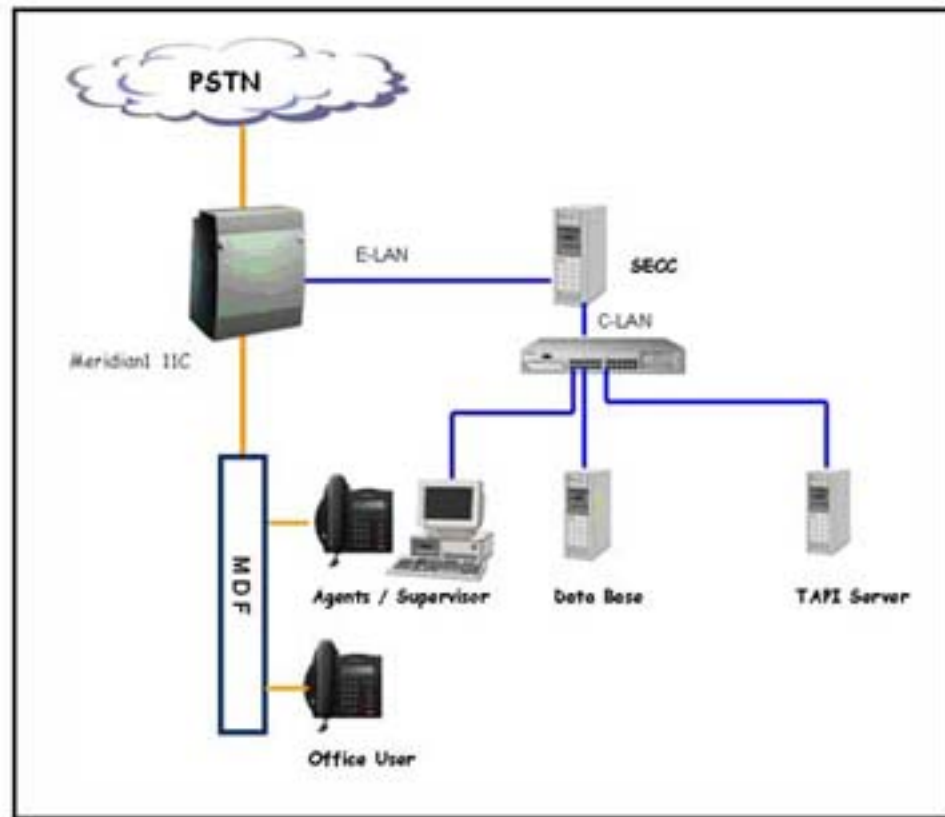 PSTN
E-LAN
SECC
C-LAN
Meridian1 11C
MDF
Agents / Supervisor
Data Base
TAPI Server
Office User